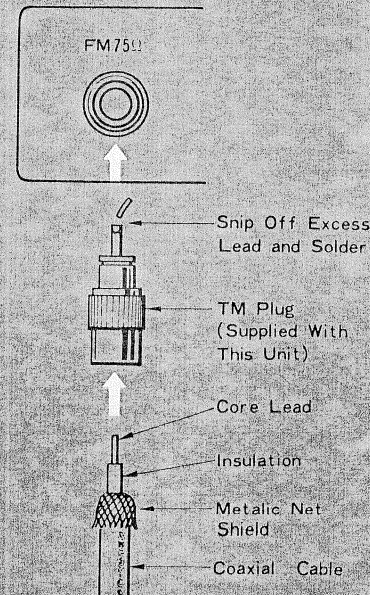 FM75Ω
Snip Off Excess
Lead and Solder
TM Plug
(Supplied With
This Unit)
Core Lead
Insulation
Metalic Net
Shield
Coaxial Cable